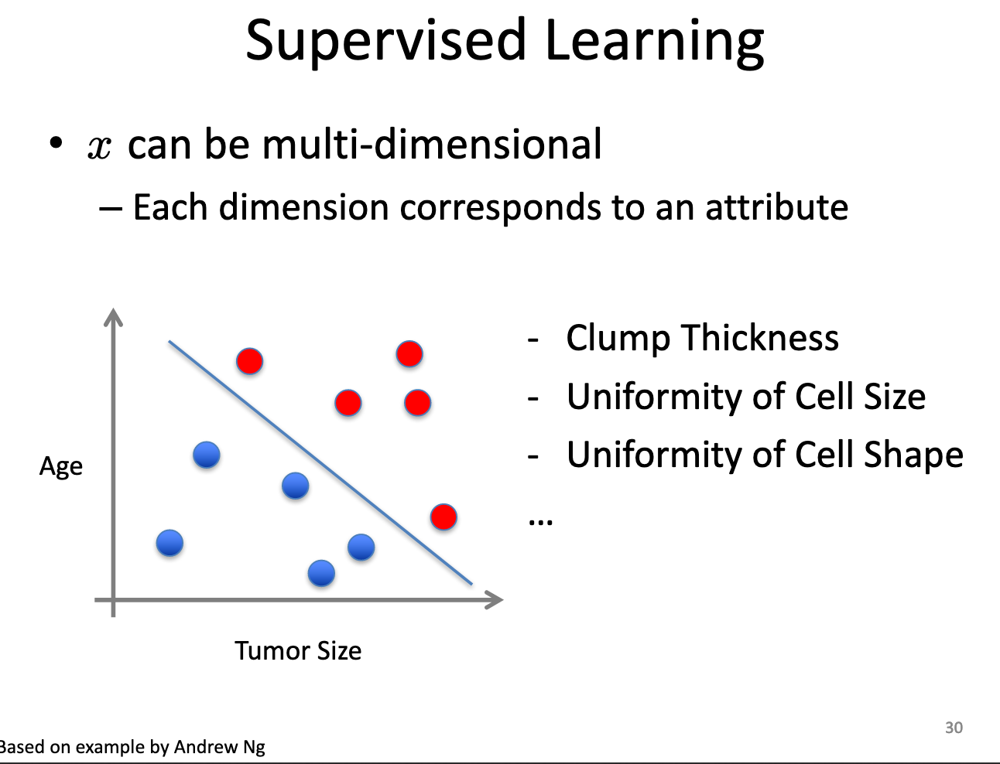 Supervised Learning
• x can be multi-dimensional
– Each dimension corresponds to an attribute
- Clump Thickness
- Uniformity of Cell Size
- Uniformity of Cell Shape
...
Age
Tumor Size
30
Based on example by Andrew Ng